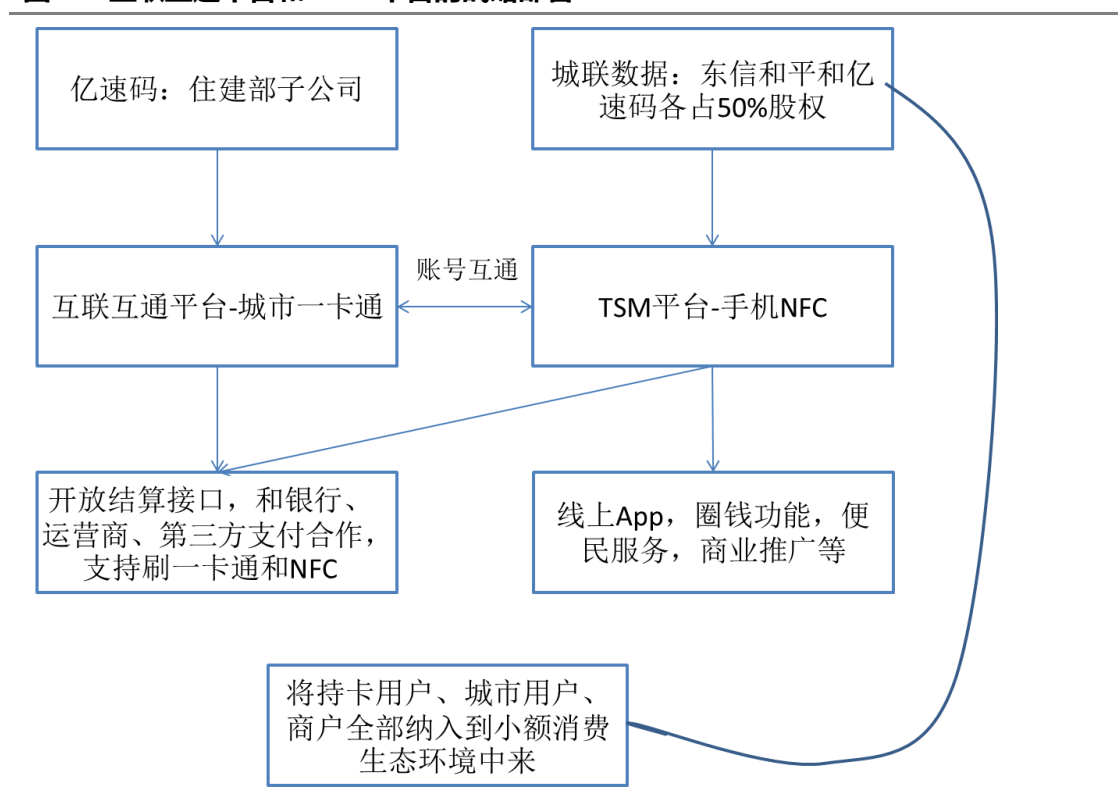 亿速码：住建部子公司
城联数据：东信和平和亿
速码各占50%股权
账号互通
互联互通平台-城市一卡通
TSM平台-手机NFC
开放结算接口，和银行、
运营商、第三方支付合作，
支持刷一卡通和NFC
线上App，圈钱功能，便
民服务，商业推广等
将持卡用户、城市用户、
商户全部纳入到小额消费
生态环境中来